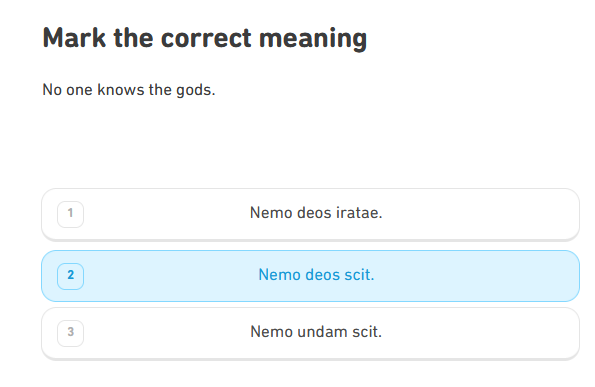 Mark the correct meaning
No one knows the gods.
1 Nemo deos iratae.
2 Nemo deos scit.
3 Nemo undam scit.